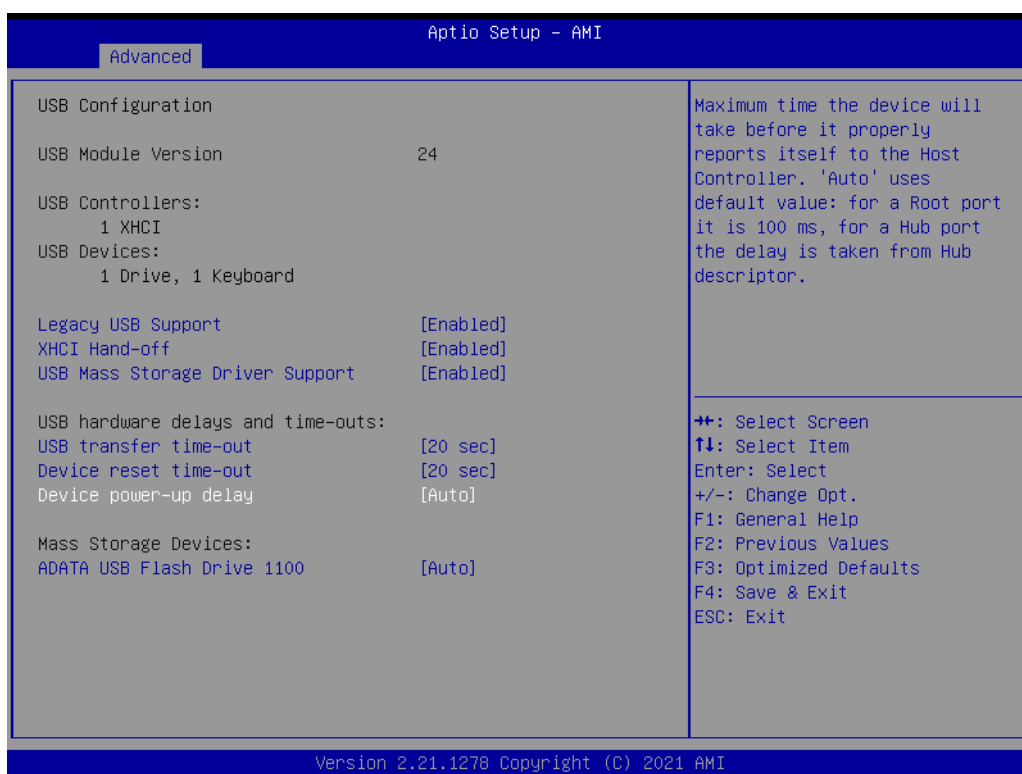 Aptio Setup – AMI
Advanced
USB Configuration
USB Module Version 24
USB Controllers:
1 XHCI
USB Devices:
1 Drive, 1 Keyboard
Legacy USB Support [Enabled]
XHCI Hand-off [Enabled]
USB Mass Storage Driver Support [Enabled]
USB hardware delays and time-outs:
USB transfer time-out [20 sec]
Device reset time-out [20 sec]
Device power-up delay [Auto]
Mass Storage Devices:
ADATA USB Flash Drive 1100 [Auto]
Maximum time the device will
take before it properly
reports itself to the Host
Controller. 'Auto' uses
default value: for a Root port
it is 100 ms, for a Hub port
the delay is taken from Hub
descriptor.
→←: Select Screen
↑↓: Select Item
Enter: Select
+/-: Change Opt.
F1: General Help
F2: Previous Values
F3: Optimized Defaults
F4: Save & Exit
ESC: Exit
Version 2.21.1278 Copyright (C) 2021 AMI